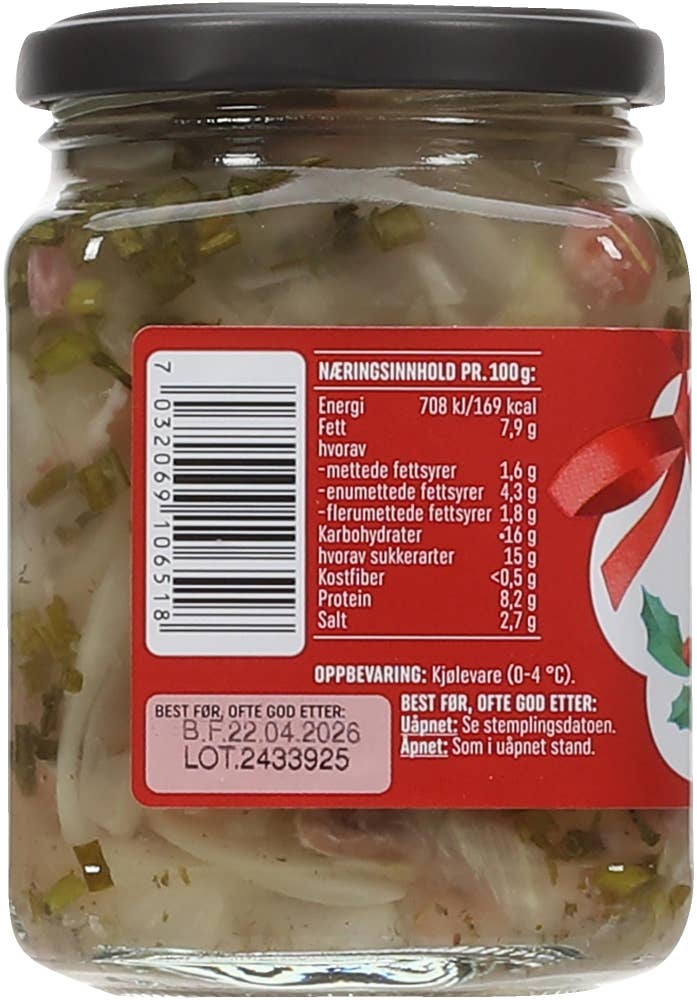 7 032069 106518
NÆRINGSINNHOLD PR. 100 g:
Energi 708 kJ/169 kcal
Fett 7,9 g
hvorav
-mettede fettsyrer 1,6 g
-enumettede fettsyrer 4,3 g
-flerumettede fettsyrer 1,8 g
Karbohydrater 16 g
hvorav sukkerarter 15 g
Kostfiber <0,5 g
Protein 8,2 g
Salt 2,7 g
OPPBEVARING: Kjølevare (0-4 °C).
BEST FØR, OFTE GOD ETTER:
Uåpnet: Se stemplingsdatoen.
Åpnet: Som i uåpnet stand.
BEST FØR, OFTE GOD ETTER:
B.F.22.04.2026
LOT.2433925